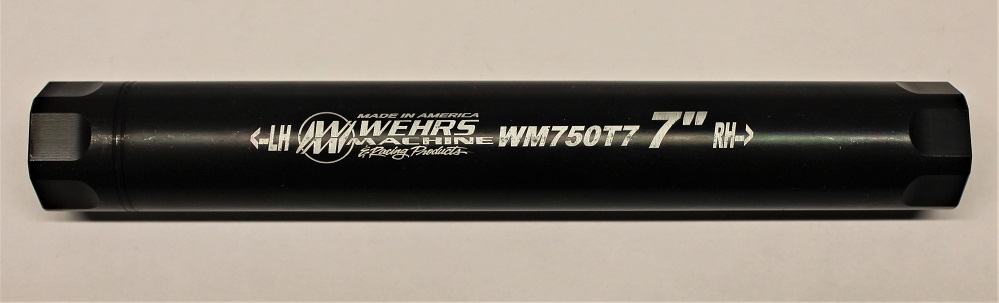 <--LH
MADE IN AMERICA
WEHRS
MACHINE
& Racing Products
WM750T7 7" RH-->